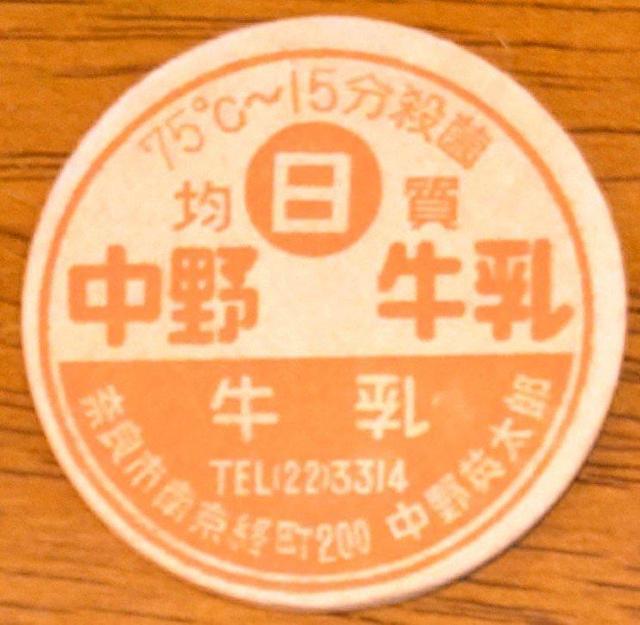 75°C~15分殺菌
均 日 質
中野 牛乳
牛乳
TEL(22)3314
奈良市南京終町200 中野英太郎